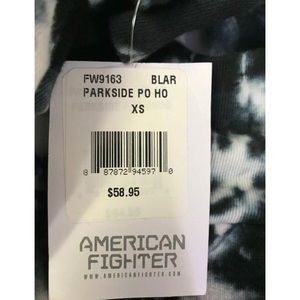 FW9163 BLAR
PARKSIDE PO HO
XS
8 87872 94597 0
$58.95
AMERICAN
FIGHTER
WWW.AMERICANFIGHTER.COM